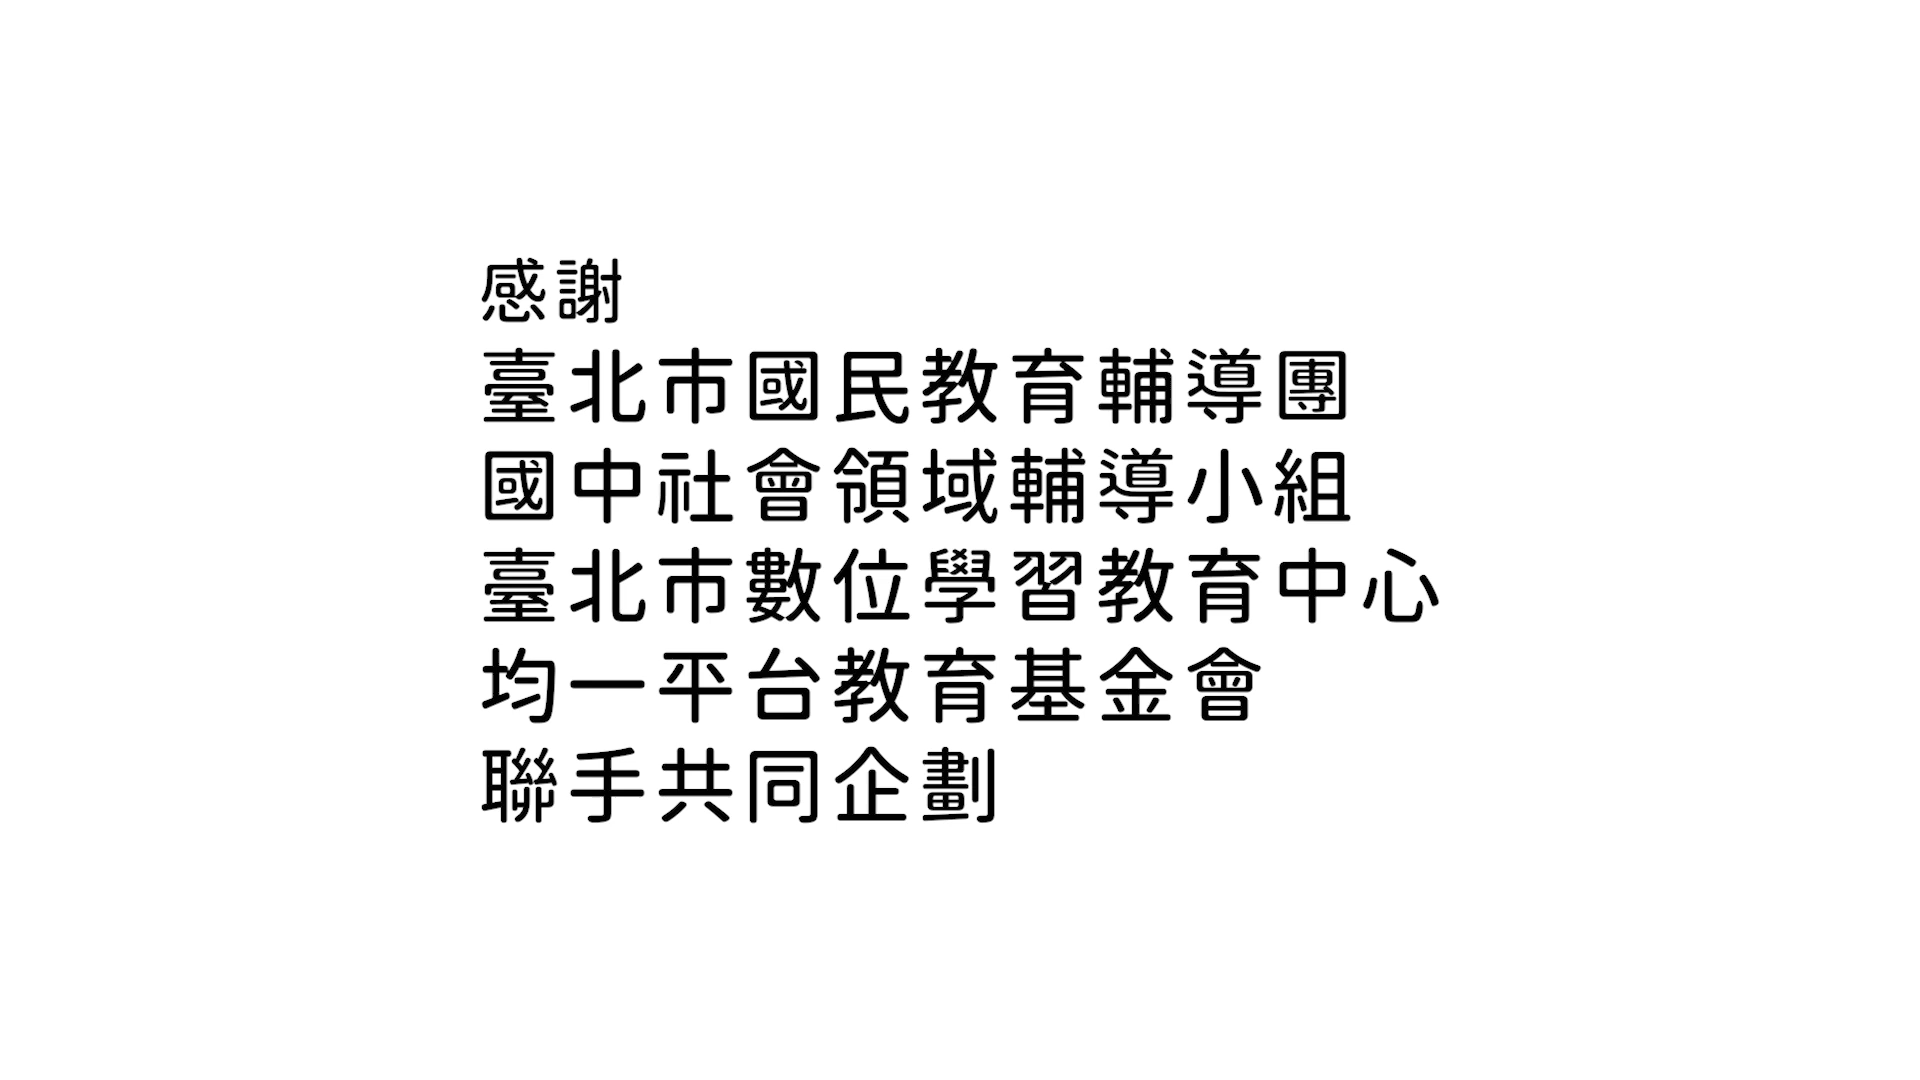 感謝
臺北市國民教育輔導團
國中社會領域輔導小組
臺北市數位學習教育中心
均一平台教育基金會
聯手共同企劃